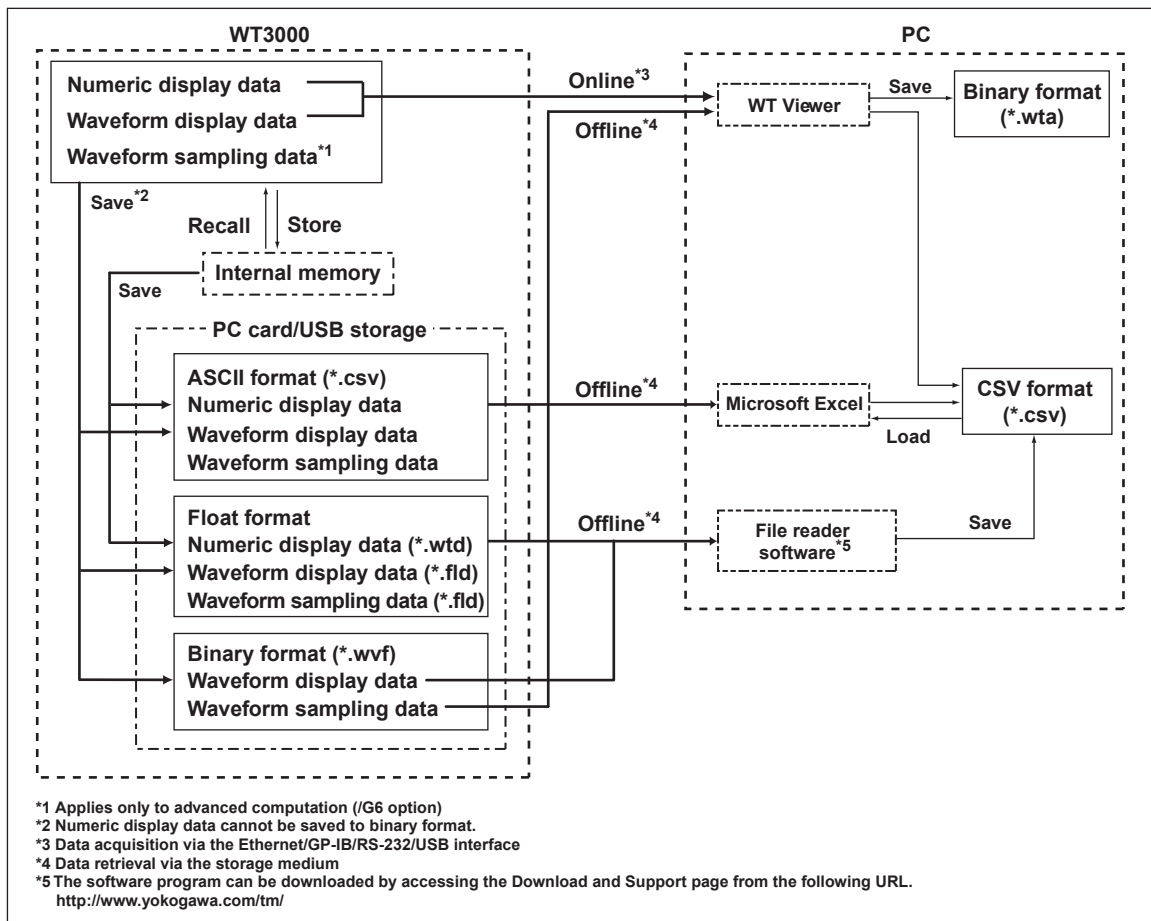 WT3000
PC
Numeric display data
Waveform display data
Waveform sampling data*1
Online*3
Offline*4
WT Viewer
Save
Binary format
(*.wta)
Save*2
Recall
Store
Internal memory
Save
PC card/USB storage
ASCII format (*.csv)
Numeric display data
Waveform display data
Waveform sampling data
Offline*4
Microsoft Excel
CSV format
(*.csv)
Load
Float format
Numeric display data (*.wtd)
Waveform display data (*.fld)
Waveform sampling data (*.fld)
Offline*4
File reader
software*5
Save
Binary format (*.wvf)
Waveform display data
Waveform sampling data
*1 Applies only to advanced computation (/G6 option)
*2 Numeric display data cannot be saved to binary format.
*3 Data acquisition via the Ethernet/GP-IB/RS-232/USB interface
*4 Data retrieval via the storage medium
*5 The software program can be downloaded by accessing the Download and Support page from the following URL.
http://www.yokogawa.com/tm/